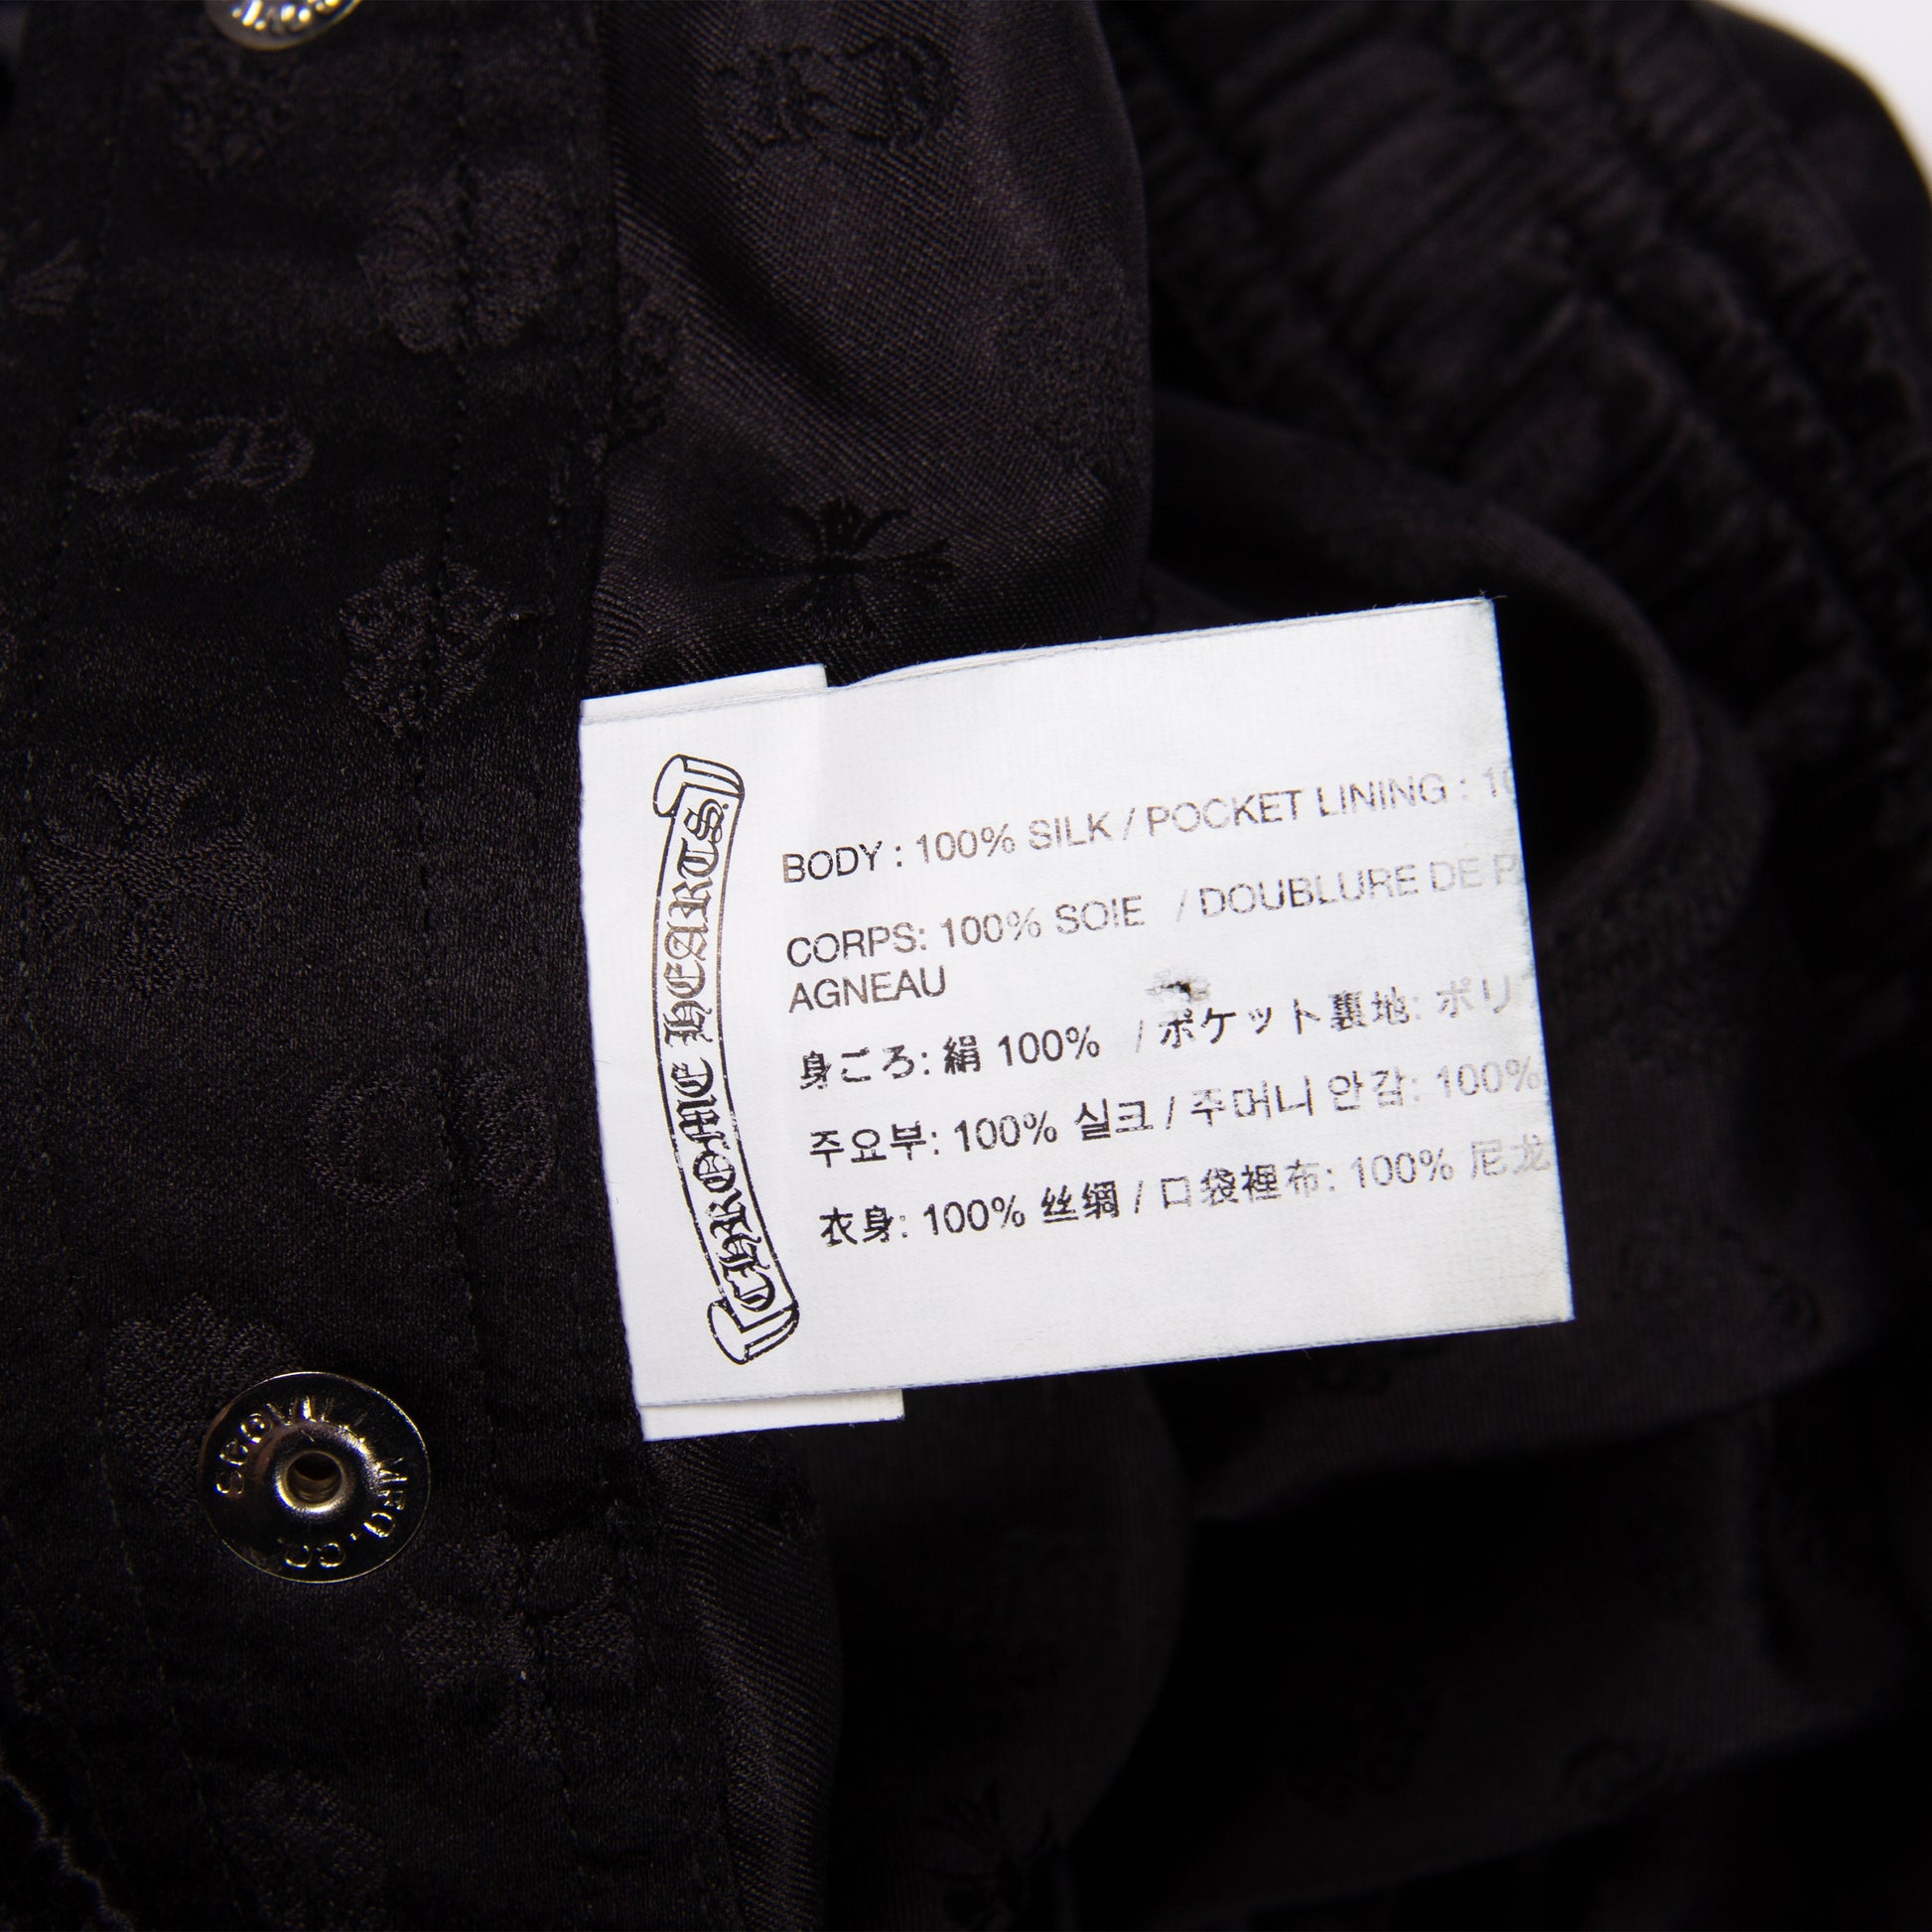 CHROME HEARTS
BODY : 100% SILK / POCKET LINING : 10
CORPS: 100% SOIE / DOUBLURE DE P
AGNEAU
身ごろ: 絹 100% / ポケット裏地: ポリ
주요부: 100% 실크 / 주머니 안감: 100%
衣身: 100% 丝绸 / 口袋裡布: 100% 尼龙
SCOVILL MFG. CO.